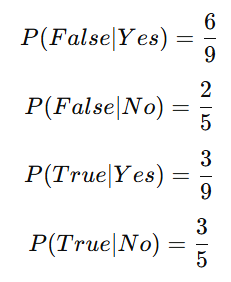 P(False|Yes) = 6/9
P(False|No) = 2/5
P(True|Yes) = 3/9
P(True|No) = 3/5